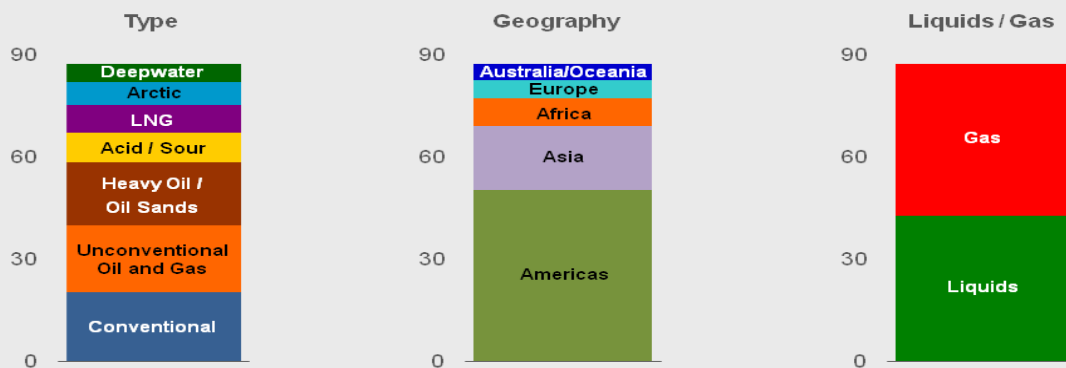 Type
90
60
30
0
Deepwater
Arctic
LNG
Acid / Sour
Heavy Oil /
Oil Sands
Unconventional
Oil and Gas
Conventional
Geography
90
60
30
0
Australia/Oceania
Europe
Africa
Asia
Americas
Liquids / Gas
90
60
30
0
Gas
Liquids